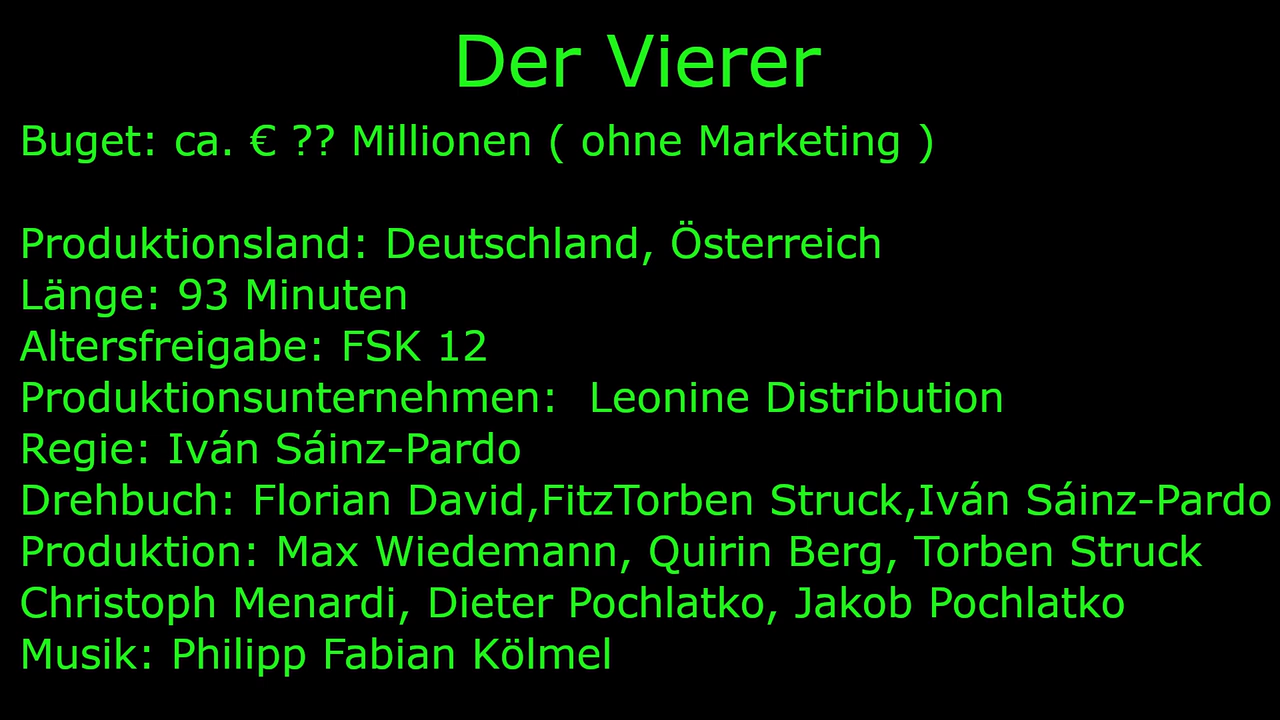 Der Vierer
Buget: ca. € ?? Millionen ( ohne Marketing )
Produktionsland: Deutschland, Österreich
Länge: 93 Minuten
Altersfreigabe: FSK 12
Produktionsunternehmen:  Leonine Distribution
Regie: Iván Sáinz-Pardo
Drehbuch: Florian David,FitzTorben Struck,Iván Sáinz-Pardo
Produktion: Max Wiedemann, Quirin Berg, Torben Struck
Christoph Menardi, Dieter Pochlatko, Jakob Pochlatko
Musik: Philipp Fabian Kölmel